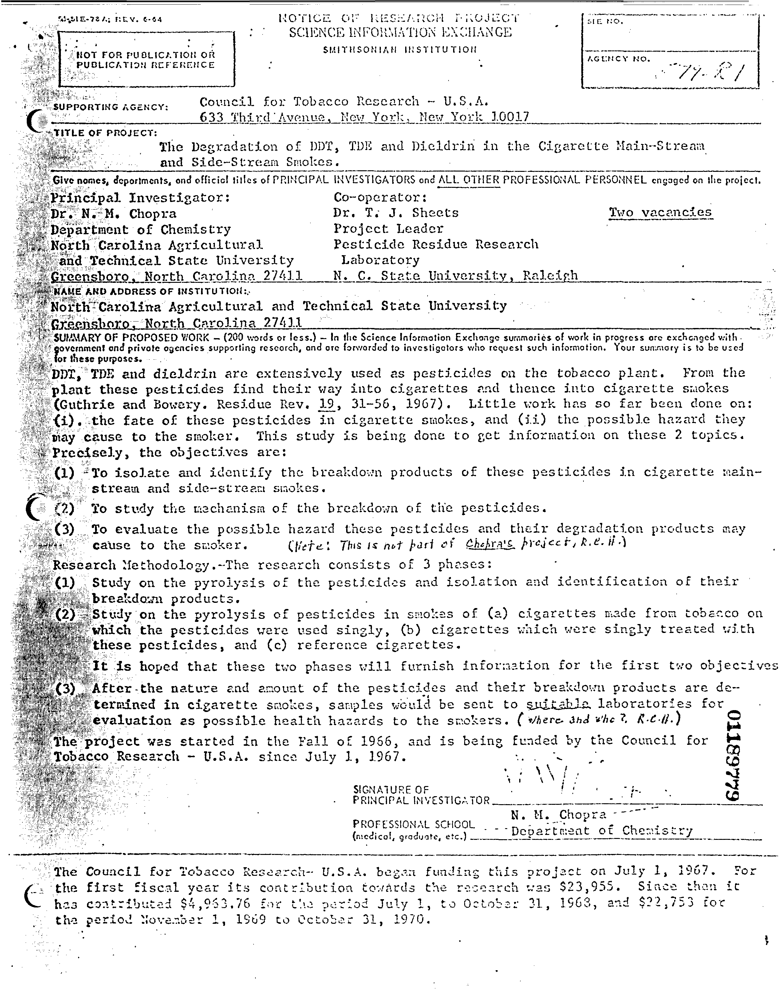 SI-SIE-78A; REV. 6-64
NOTICE OF RESEARCH PROJECT
SCIENCE INFORMATION EXCHANGE
SMITHSONIAN INSTITUTION
SIE NO.
NOT FOR PUBLICATION OR
PUBLICATION REFERENCE
AGENCY NO.
SUPPORTING AGENCY:
Council for Tobacco Research - U.S.A.
633 Third Avenue, New York, New York 10017
TITLE OF PROJECT:
The Degradation of DDT, TDE and Dieldrin in the Cigarette Main-Stream
and Side-Stream Smokes.
Give names, departments, and official titles of PRINCIPAL INVESTIGATORS and ALL OTHER PROFESSIONAL PERSONNEL engaged on the project.
Principal Investigator: Co-operator:
Dr. N. M. Chopra Dr. T. J. Sheets Two vacancies
Department of Chemistry Project Leader
North Carolina Agricultural Pesticide Residue Research
and Technical State University Laboratory
Greensboro, North Carolina 27411 N. C. State University, Raleigh
NAME AND ADDRESS OF INSTITUTION:
North Carolina Agricultural and Technical State University
Greensboro, North Carolina 27411
SUMMARY OF PROPOSED WORK - (200 words or less.) - In the Science Information Exchange summaries of work in progress are exchanged with
government and private agencies supporting research, and are forwarded to investigators who request such information. Your summary is to be used
for these purposes.
DDT, TDE and dieldrin are extensively used as pesticides on the tobacco plant. From the
plant these pesticides find their way into cigarettes and thence into cigarette smokes
(Guthrie and Bowery. Residue Rev. 19, 31-56, 1967). Little work has so far been done on:
(i). the fate of these pesticides in cigarette smokes, and (ii) the possible hazard they
may cause to the smoker. This study is being done to get information on these 2 topics.
Precisely, the objectives are:
(1) To isolate and identify the breakdown products of these pesticides in cigarette main-
stream and side-stream smokes.
(2) To study the mechanism of the breakdown of the pesticides.
(3) To evaluate the possible hazard these pesticides and their degradation products may
cause to the smoker. (Note: This is not part of Chopra's project, R.C.H.)
Research Methodology.--The research consists of 3 phases:
(1) Study on the pyrolysis of the pesticides and isolation and identification of their
breakdown products.
(2) Study on the pyrolysis of pesticides in smokes of (a) cigarettes made from tobacco on
which the pesticides were used singly, (b) cigarettes which were singly treated with
these pesticides, and (c) reference cigarettes.
It is hoped that these two phases will furnish information for the first two objectives
(3) After the nature and amount of the pesticides and their breakdown products are de-
termined in cigarette smokes, samples would be sent to suitable laboratories for
evaluation as possible health hazards to the smokers. (Where and who?, R.C.H.)
The project was started in the Fall of 1966, and is being funded by the Council for
Tobacco Research - U.S.A. since July 1, 1967.
01189779
SIGNATURE OF
PRINCIPAL INVESTIGATOR
N. M. Chopra
PROFESSIONAL SCHOOL
(medical, graduate, etc.)
Department of Chemistry
The Council for Tobacco Research- U.S.A. began funding this project on July 1, 1967. For
the first fiscal year its contribution towards the research was $23,955. Since then it
has contributed $4,963.76 for the period July 1, to October 31, 1968, and $22,753 for
the period November 1, 1969 to October 31, 1970.